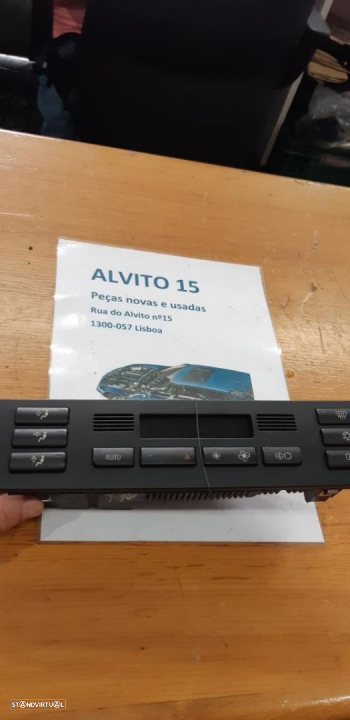 ALVITO 15
Peças novas e usadas
Rua do Alvito nº15
1300-057 Lisboa
AUTO
STANDVIRTUAL